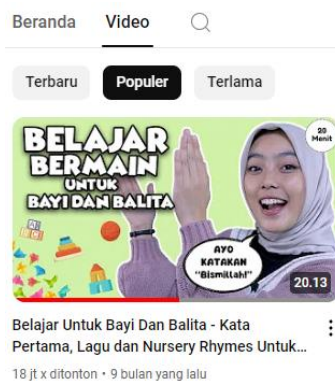 Beranda Video
Terbaru Populer Terlama
BELAJAR
BERMAIN
UNTUK
BAYI DAN BALITA
20
Menit
AYO
KATAKAN
"Bismillah!"
20.13
Belajar Untuk Bayi Dan Balita - Kata
Pertama, Lagu dan Nursery Rhymes Untuk...
18 jt x ditonton • 9 bulan yang lalu